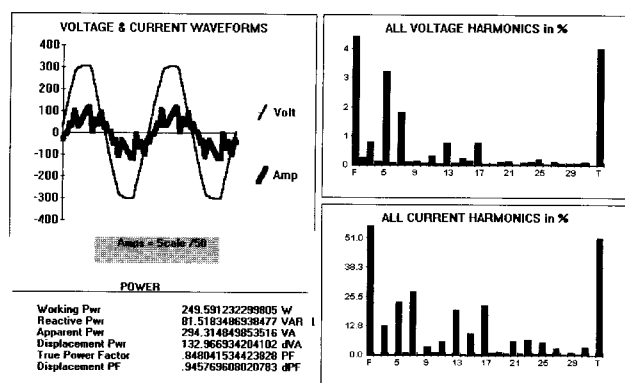 VOLTAGE & CURRENT WAVEFORMS
400
300
200
100
0
-100
-200
-300
-400
Volt
Amp
Amps = Scale /50
POWER
Working Pwr 249.591232299805 W
Reactive Pwr 81.5183486938477 VAR L
Apparent Pwr 294.314849853516 VA
Displacement Pwr 132.966934204102 dVA
True Power Factor .848041534423828 PF
Displacement PF .945769608020783 dPF
ALL VOLTAGE HARMONICS in %
4
3
2
1
0
F 5 9 13 17 21 25 29 T
ALL CURRENT HARMONICS in %
51.0
38.3
25.5
12.8
0.0
F 5 9 13 17 21 25 29 T